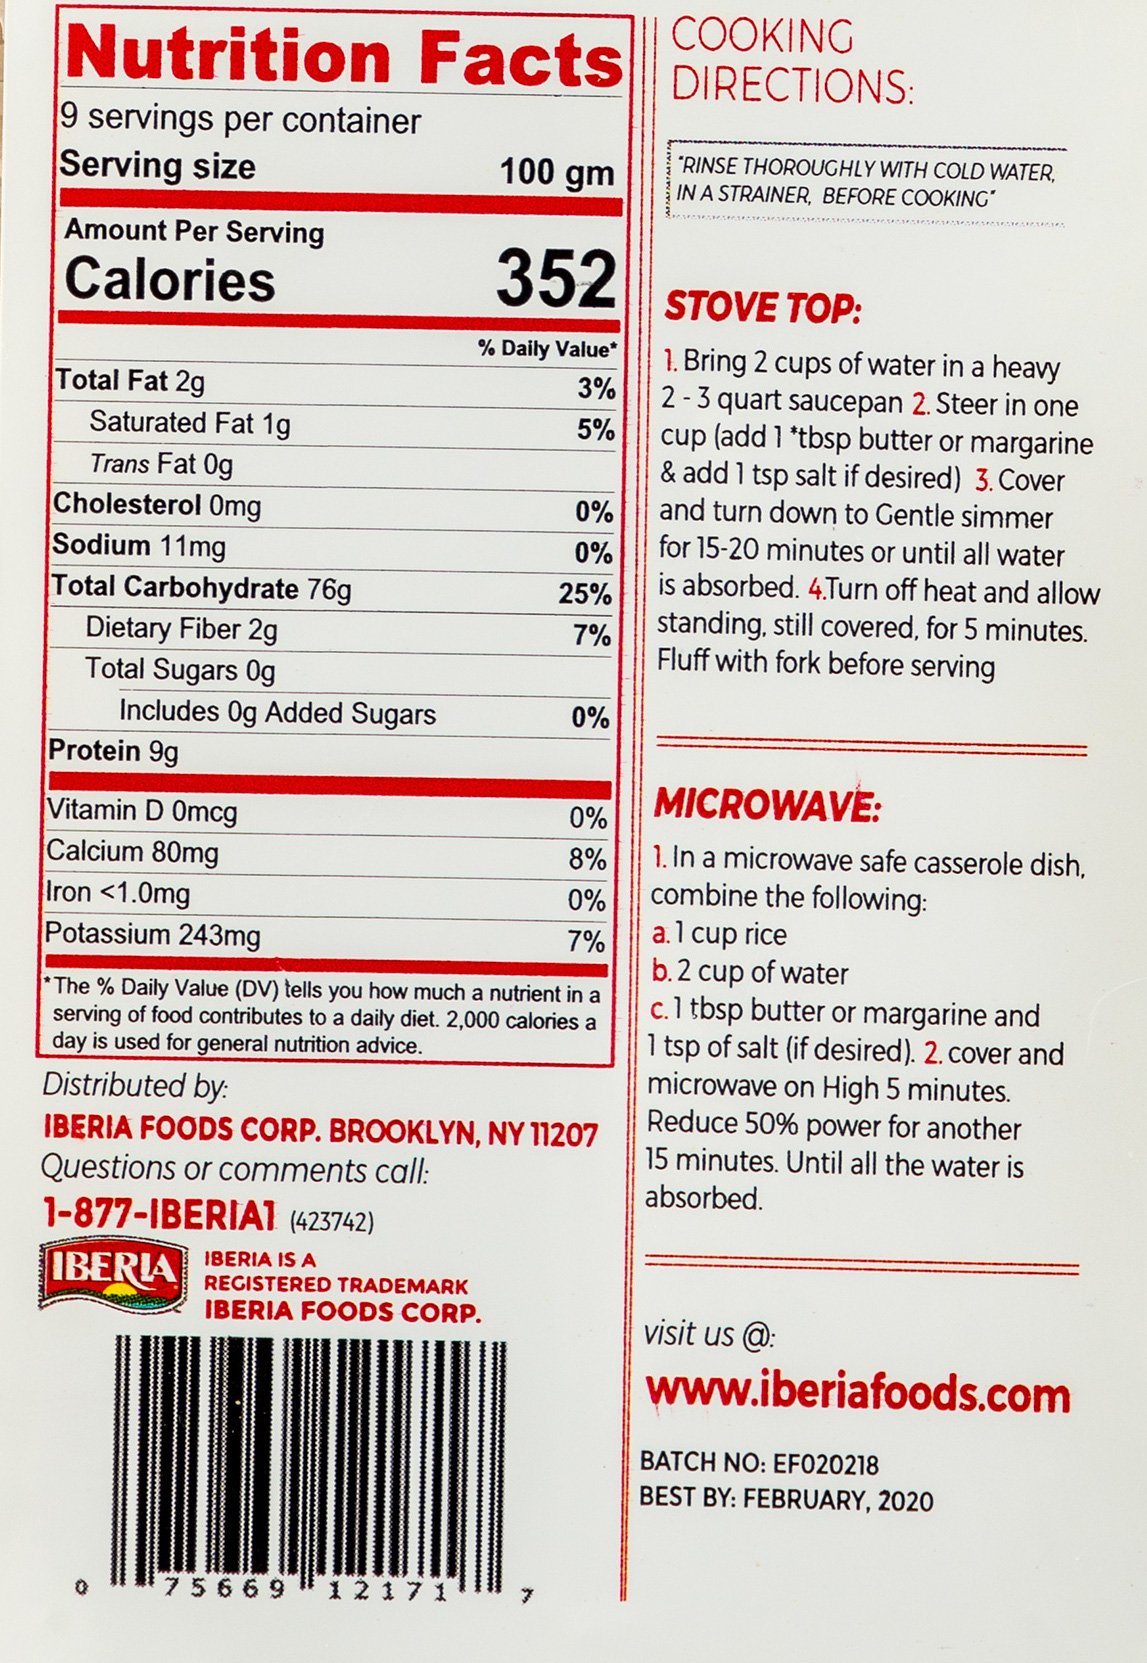 Nutrition Facts
9 servings per container
Serving size 100 gm
Amount Per Serving
Calories 352
% Daily Value*
Total Fat 2g 3%
Saturated Fat 1g 5%
Trans Fat 0g
Cholesterol 0mg 0%
Sodium 11mg 0%
Total Carbohydrate 76g 25%
Dietary Fiber 2g 7%
Total Sugars 0g
Includes 0g Added Sugars 0%
Protein 9g
Vitamin D 0mcg 0%
Calcium 80mg 8%
Iron <1.0mg 0%
Potassium 243mg 7%
*The % Daily Value (DV) tells you how much a nutrient in a
serving of food contributes to a daily diet. 2,000 calories a
day is used for general nutrition advice.
Distributed by:
IBERIA FOODS CORP. BROOKLYN, NY 11207
Questions or comments call:
1-877-IBERIA1 (423742)
IBERIA
IBERIA IS A
REGISTERED TRADEMARK
IBERIA FOODS CORP.
0 75669 12171 7
COOKING
DIRECTIONS:
"RINSE THOROUGHLY WITH COLD WATER,
IN A STRAINER, BEFORE COOKING"
STOVE TOP:
1. Bring 2 cups of water in a heavy
2 - 3 quart saucepan 2. Steer in one
cup (add 1 *tbsp butter or margarine
& add 1 tsp salt if desired) 3. Cover
and turn down to Gentle simmer
for 15-20 minutes or until all water
is absorbed. 4.Turn off heat and allow
standing, still covered, for 5 minutes.
Fluff with fork before serving
MICROWAVE:
1. In a microwave safe casserole dish,
combine the following:
a. 1 cup rice
b. 2 cup of water
c. 1 tbsp butter or margarine and
1 tsp of salt (if desired). 2. cover and
microwave on High 5 minutes.
Reduce 50% power for another
15 minutes. Until all the water is
absorbed.
visit us @:
www.iberiafoods.com
BATCH NO: EF020218
BEST BY: FEBRUARY, 2020